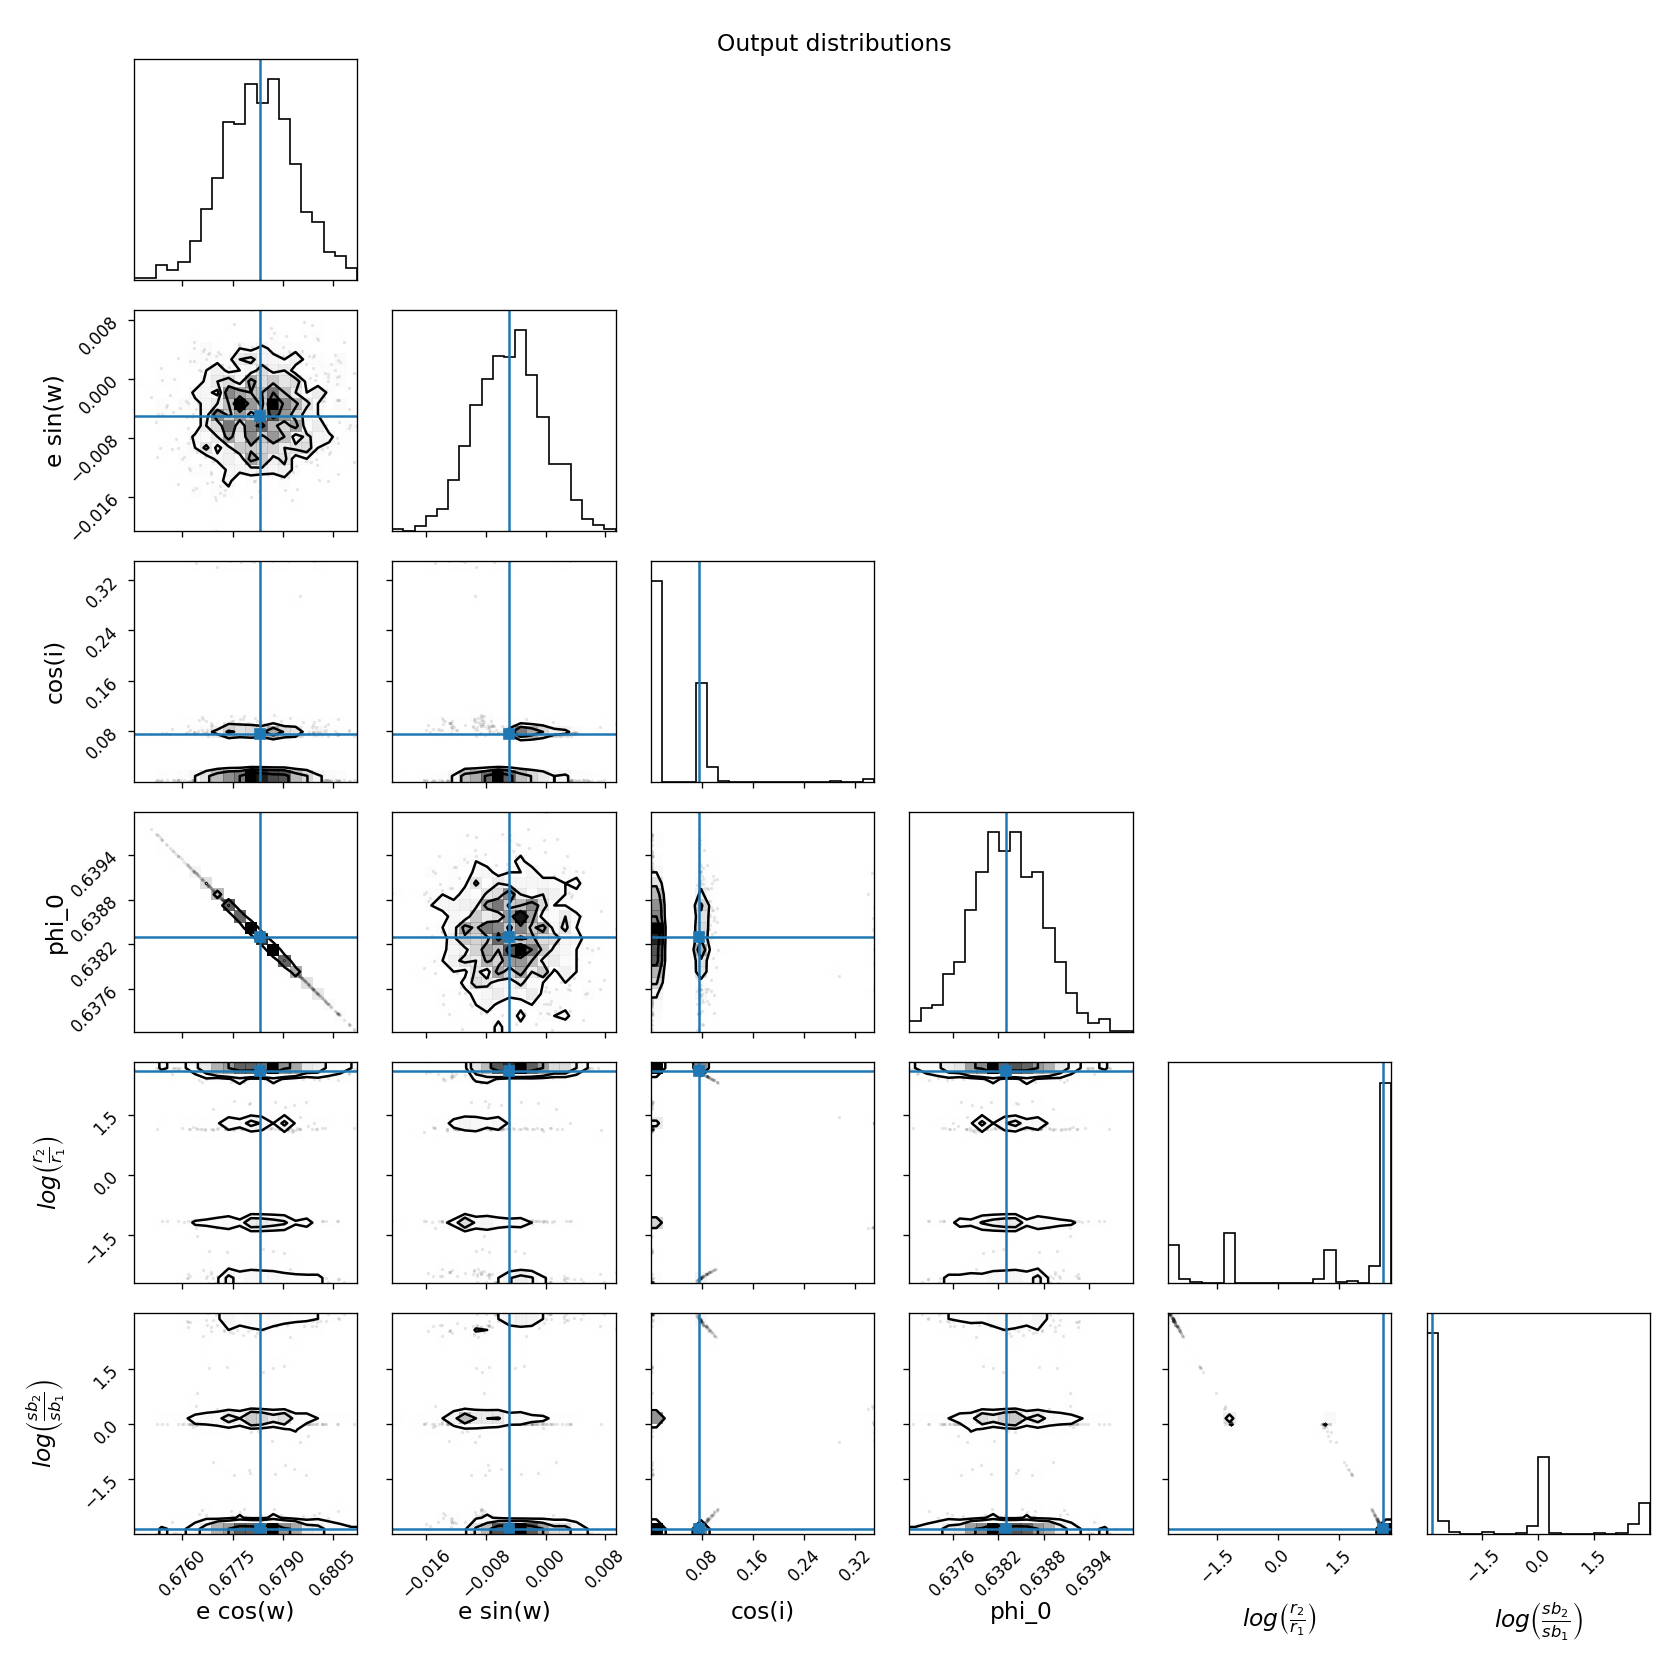 Output distributions
0.008
0.000
−0.008
−0.016
e sin(w)
0.32
0.24
0.16
0.08
cos(i)
0.6394
0.6388
0.6382
0.6376
phi_0
1.5
0.0
−1.5
log(r₂/r₁)
1.5
0.0
−1.5
log(sb₂/sb₁)
0.6760 0.6775 0.6790 0.6805 −0.016 −0.008 0.000 0.008 0.08 0.16 0.24 0.32 0.6376 0.6382 0.6388 0.6394 −1.5 0.0 1.5 −1.5 0.0 1.5
e cos(w) e sin(w) cos(i) phi_0 log(r₂/r₁) log(sb₂/sb₁)